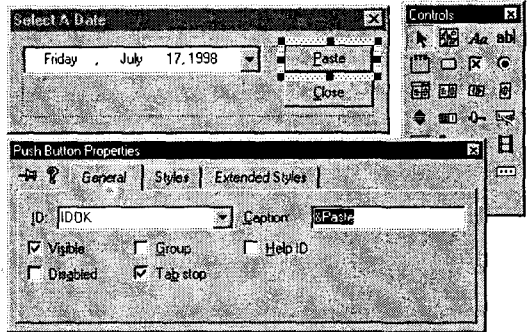 Select A Date
Friday , July 17, 1998
Paste
Close
Controls
Aa ab|
Push Button Properties
General Styles Extended Styles
ID: IDOK Caption: &Paste
Visible Group Help ID
Disabled Tab stop